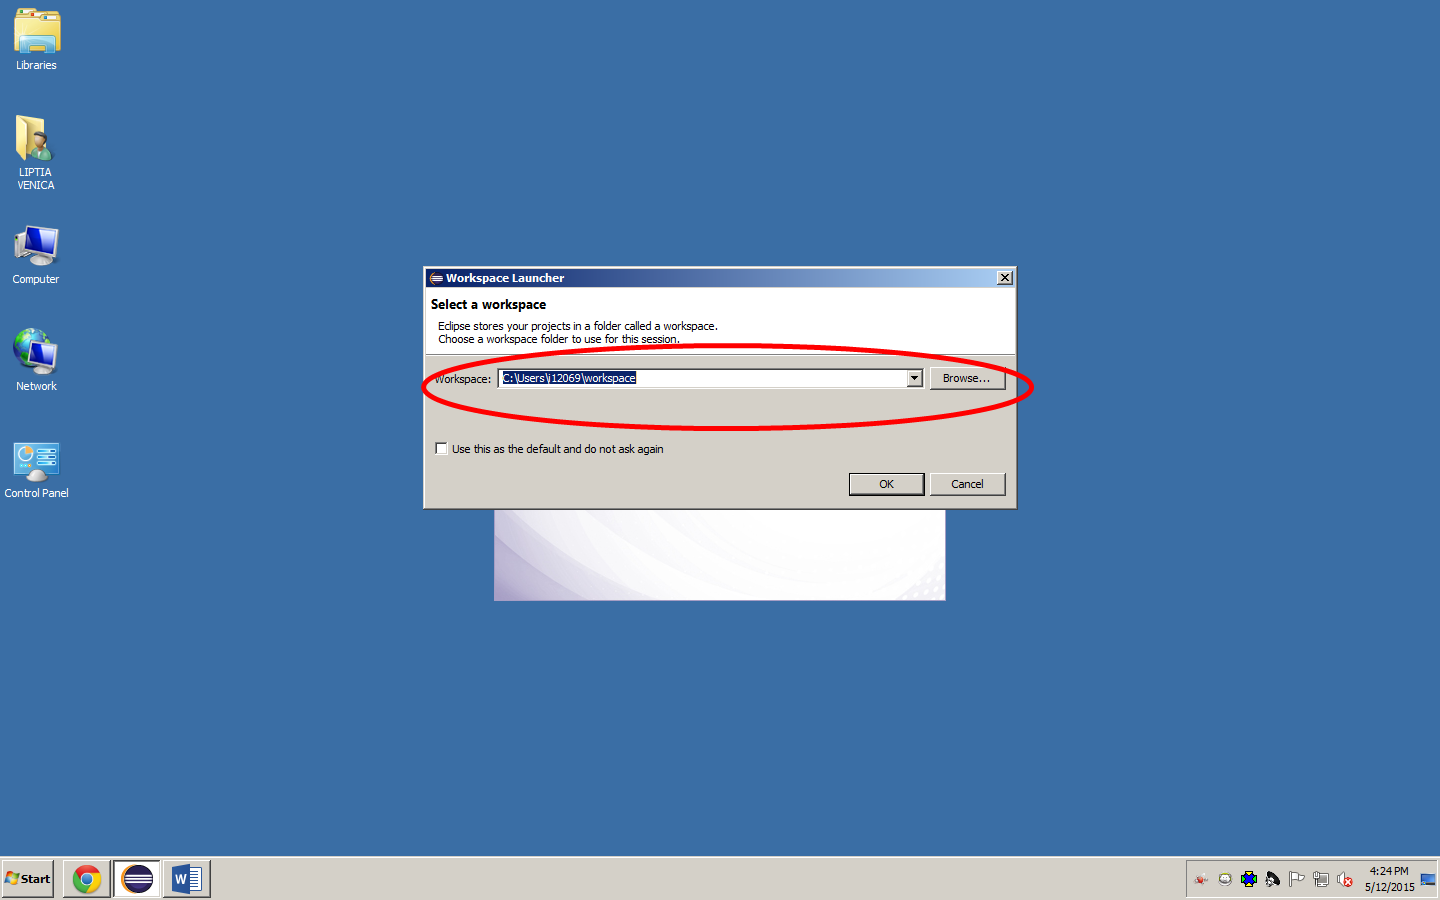 Libraries
LIPTIA
VENICA
Computer
Network
Control Panel
Workspace Launcher
Select a workspace
Eclipse stores your projects in a folder called a workspace.
Choose a workspace folder to use for this session.
Workspace: C:\Users\i12069\workspace Browse...
Use this as the default and do not ask again
OK Cancel
Start
W
4:24 PM
5/12/2015